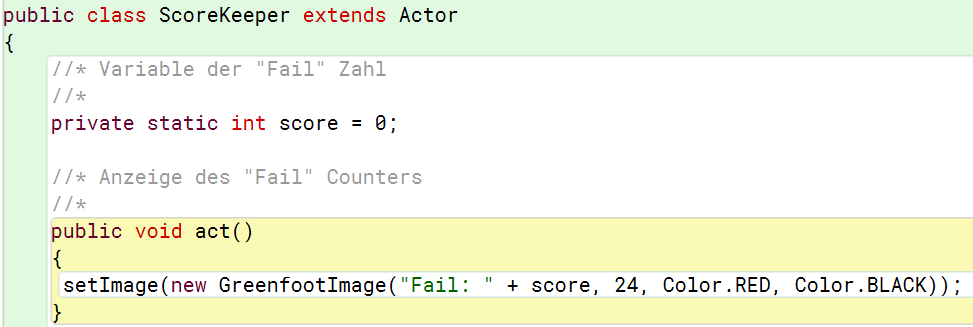 public class ScoreKeeper extends Actor
{
//* Variable der "Fail" Zahl
//*
private static int score = 0;
//* Anzeige des "Fail" Counters
//*
public void act()
{
setImage(new GreenfootImage("Fail: " + score, 24, Color.RED, Color.BLACK));
}